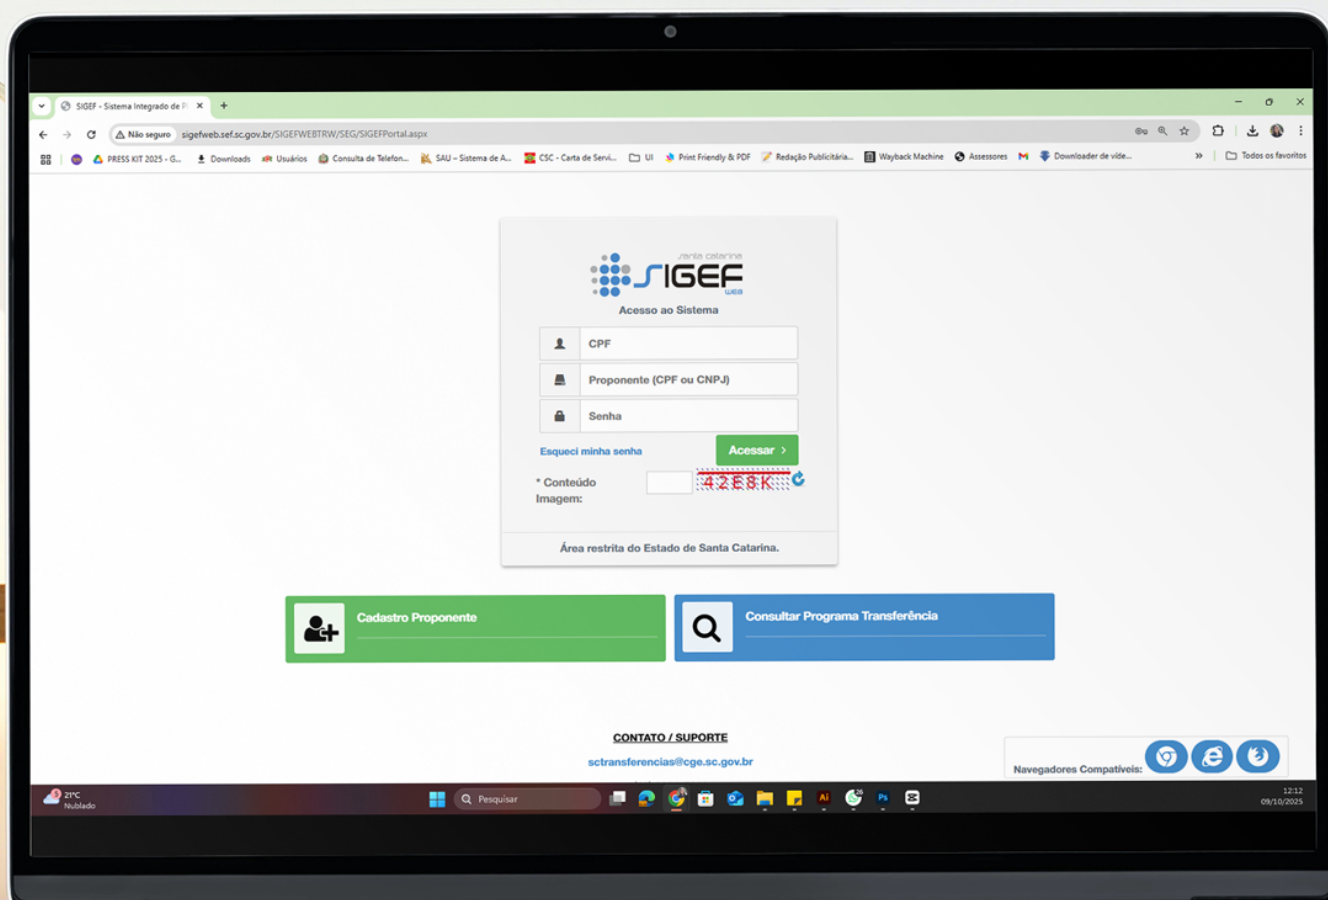 SIGEF - Sistema Integrado de P
Não seguro
sigefweb.sef.sc.gov.br/SIGEFWEBTRW/SEG/SIGEFPortal.aspx
PRESS KIT 2025 - G...
Downloads
Usuários
Consulta de Telefon...
SAU – Sistema de A...
CSC - Carta de Servi...
UI
Print Friendly & PDF
Redação Publicitária...
Wayback Machine
Assessores
Downloader de víde...
Todos os favoritos
santa catarina
SIGEF
WEB
Acesso ao Sistema
CPF
Proponente (CPF ou CNPJ)
Senha
Esqueci minha senha
Acessar
* Conteúdo
Imagem:
42E8K
Área restrita do Estado de Santa Catarina.
Cadastro Proponente
Consultar Programa Transferência
CONTATO / SUPORTE
sctransferencias@cge.sc.gov.br
Navegadores Compatíveis:
21°C
Nublado
Pesquisar
Ai
26
Ps
12:12
09/10/2025